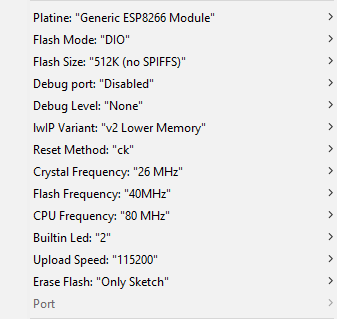 Platine: "Generic ESP8266 Module"
Flash Mode: "DIO"
Flash Size: "512K (no SPIFFS)"
Debug port: "Disabled"
Debug Level: "None"
lwIP Variant: "v2 Lower Memory"
Reset Method: "ck"
Crystal Frequency: "26 MHz"
Flash Frequency: "40MHz"
CPU Frequency: "80 MHz"
Builtin Led: "2"
Upload Speed: "115200"
Erase Flash: "Only Sketch"
Port